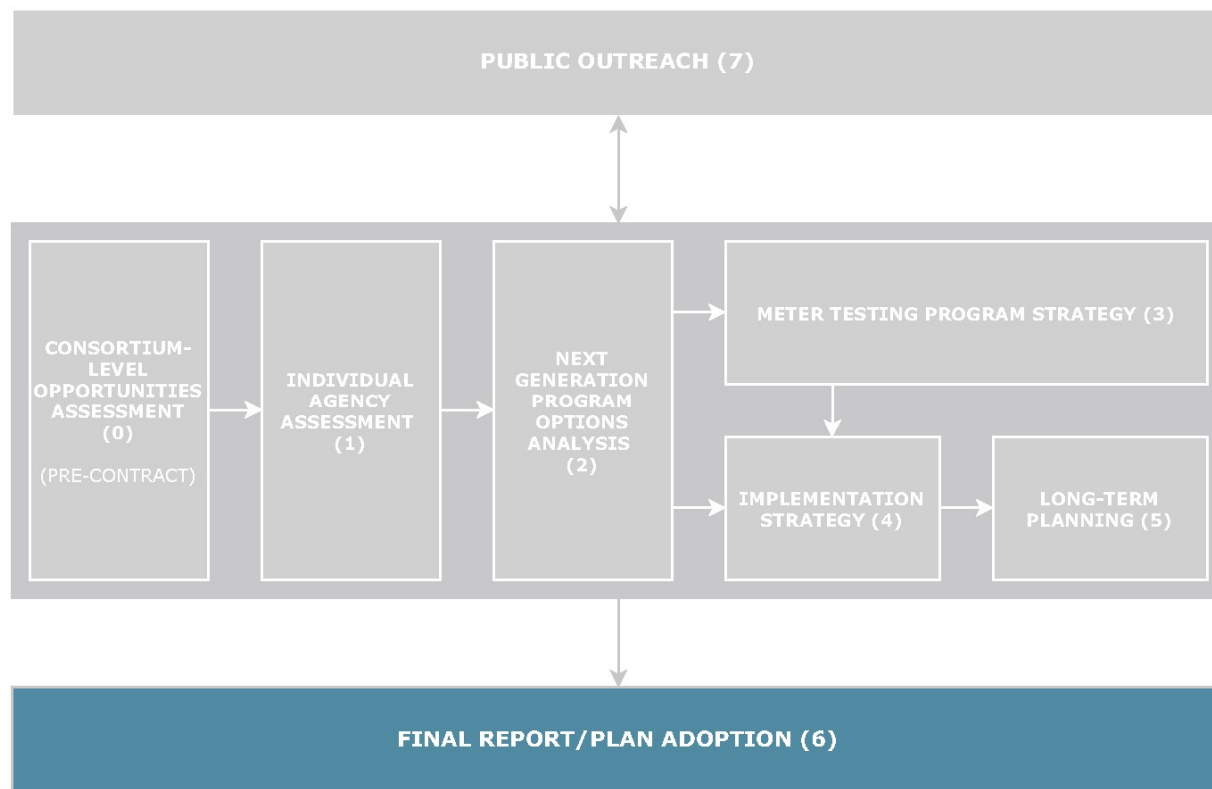 PUBLIC OUTREACH (7)
CONSORTIUM-
LEVEL
OPPORTUNITIES
ASSESSMENT
(0)
(PRE-CONTRACT)
INDIVIDUAL
AGENCY
ASSESSMENT
(1)
NEXT
GENERATION
PROGRAM
OPTIONS
ANALYSIS
(2)
METER TESTING PROGRAM STRATEGY (3)
IMPLEMENTATION
STRATEGY (4)
LONG-TERM
PLANNING (5)
FINAL REPORT/PLAN ADOPTION (6)